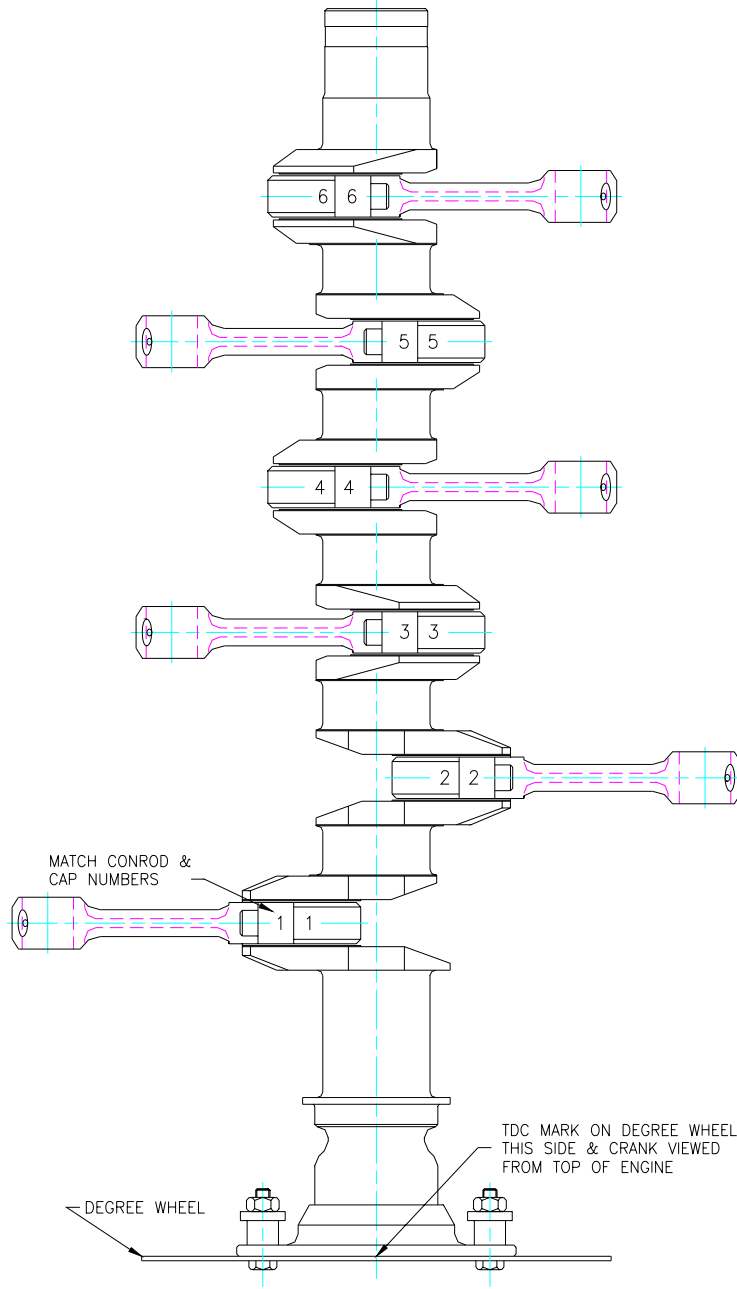 6 6
5 5
4 4
3 3
2 2
MATCH CONROD &
CAP NUMBERS
1 1
TDC MARK ON DEGREE WHEEL
THIS SIDE & CRANK VIEWED
FROM TOP OF ENGINE
DEGREE WHEEL